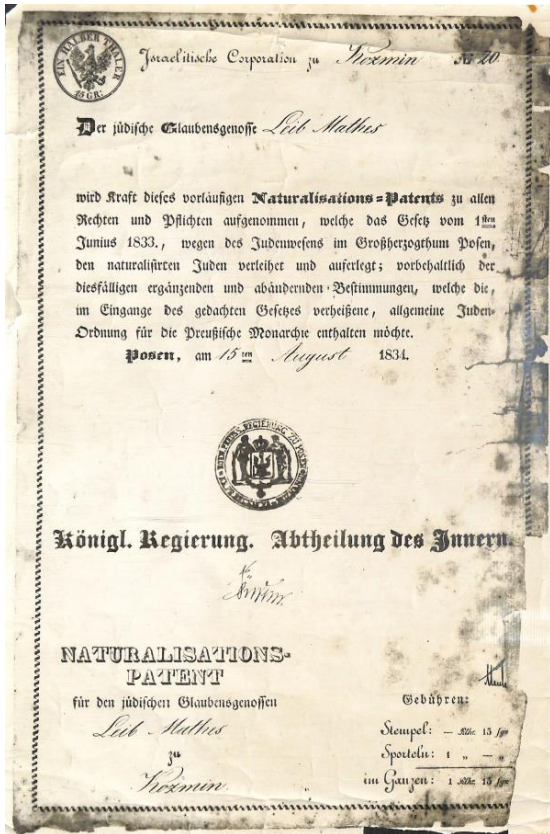 EIN HALBER THALER
15 GR:
Israelitische Corporation zu Kozmin № 20.
Der jüdische Glaubensgenosse Leib Mathes
wird Kraft dieses vorläufigen Naturalisations=Patents zu allen
Rechten und Pflichten aufgenommen, welche das Gesetz vom 1sten
Junius 1833., wegen des Judenwesens im Großherzogthum Posen,
den naturalisirten Juden verleihet und auferlegt; vorbehaltlich der
diesfälligen ergänzenden und abändernden Bestimmungen, welche die,
im Eingange des gedachten Gesetzes verheißene, allgemeine Juden-
Ordnung für die Preußische Monarchie enthalten möchte.
Posen, am 15ten August 1834.
Königl. Regierung. Abtheilung des Innern.
NATURALISATIONS-
PATENT
für den jüdischen Glaubensgenossen
Leib Mathes
zu
Kozmin.
Gebühren:
Stempel: — Rthr. 15 sgr
Sporteln: 1 „ — „
im Ganzen: 1 Rthr. 15 sgr